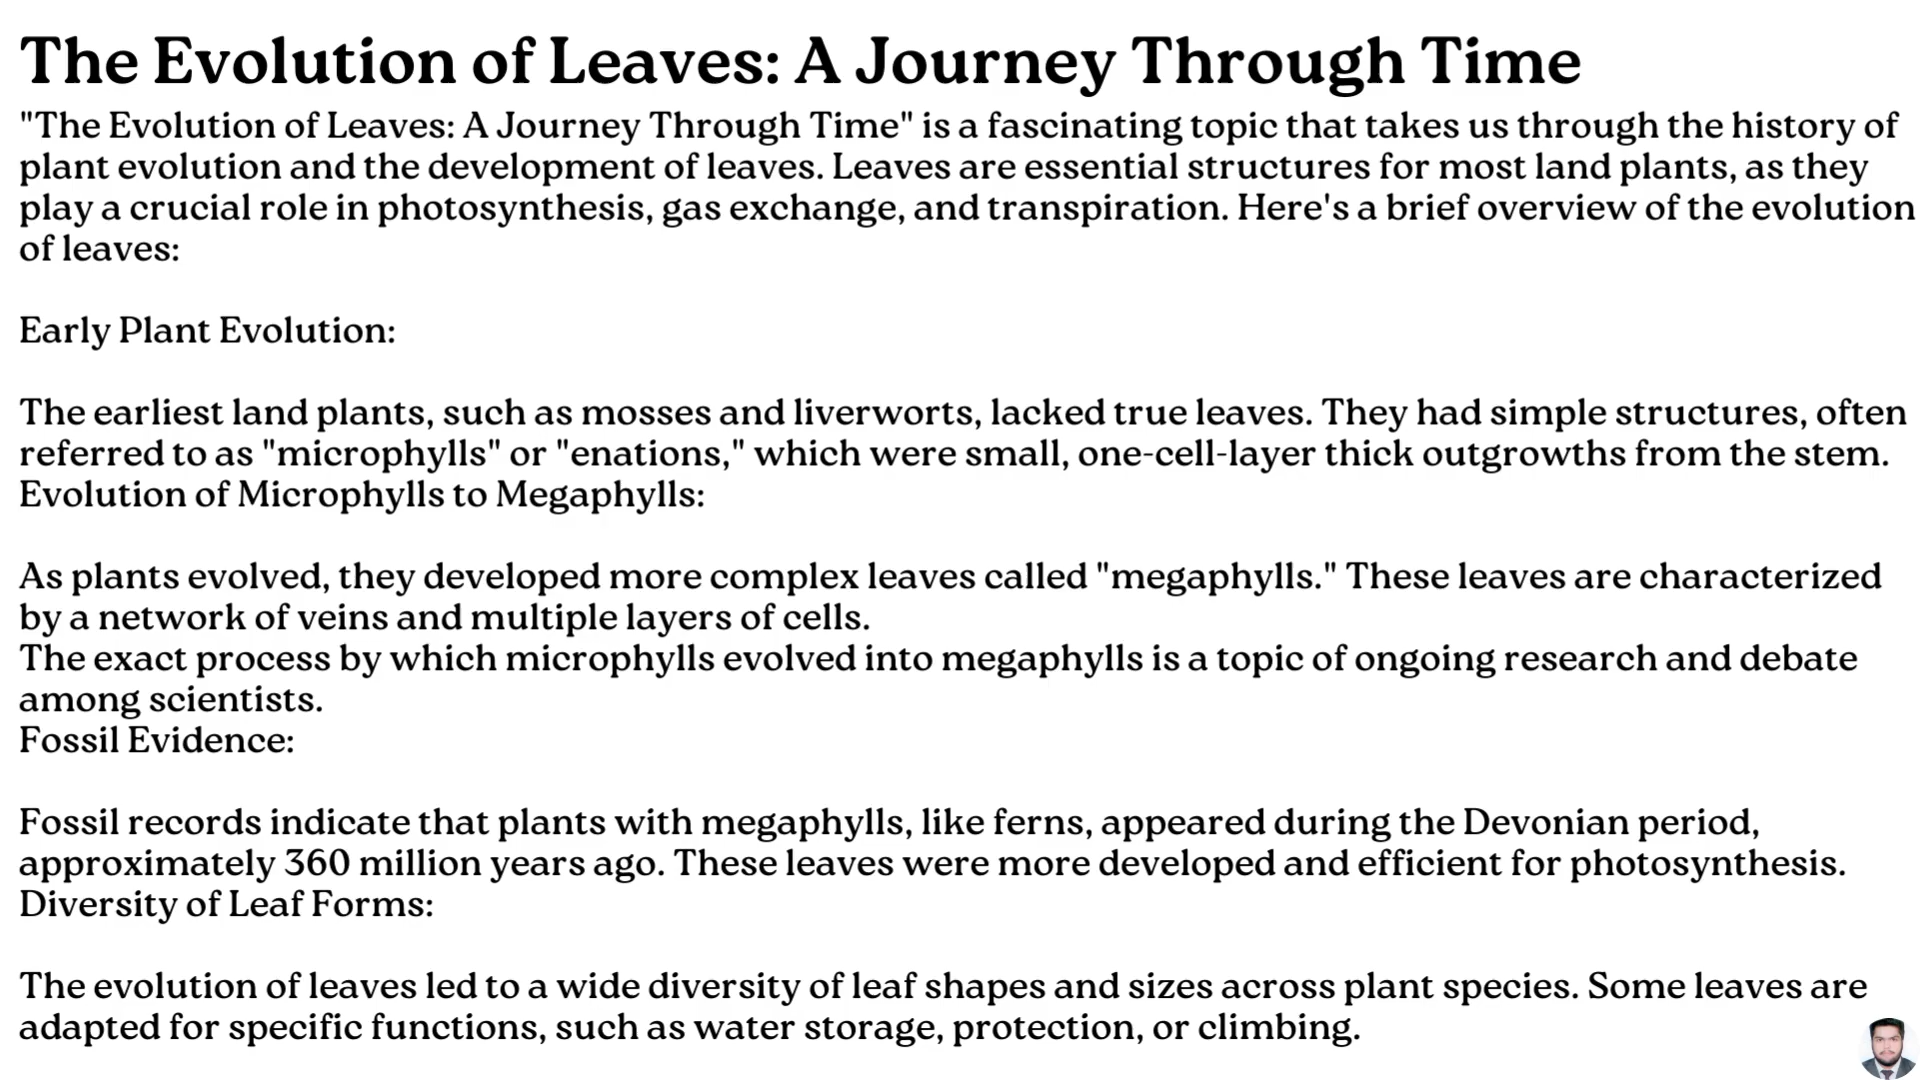 The Evolution of Leaves: A Journey Through Time
"The Evolution of Leaves: A Journey Through Time" is a fascinating topic that takes us through the history of
plant evolution and the development of leaves. Leaves are essential structures for most land plants, as they
play a crucial role in photosynthesis, gas exchange, and transpiration. Here's a brief overview of the evolution
of leaves:
Early Plant Evolution:
The earliest land plants, such as mosses and liverworts, lacked true leaves. They had simple structures, often
referred to as "microphylls" or "enations," which were small, one-cell-layer thick outgrowths from the stem.
Evolution of Microphylls to Megaphylls:
As plants evolved, they developed more complex leaves called "megaphylls." These leaves are characterized
by a network of veins and multiple layers of cells.
The exact process by which microphylls evolved into megaphylls is a topic of ongoing research and debate
among scientists.
Fossil Evidence:
Fossil records indicate that plants with megaphylls, like ferns, appeared during the Devonian period,
approximately 360 million years ago. These leaves were more developed and efficient for photosynthesis.
Diversity of Leaf Forms:
The evolution of leaves led to a wide diversity of leaf shapes and sizes across plant species. Some leaves are
adapted for specific functions, such as water storage, protection, or climbing.